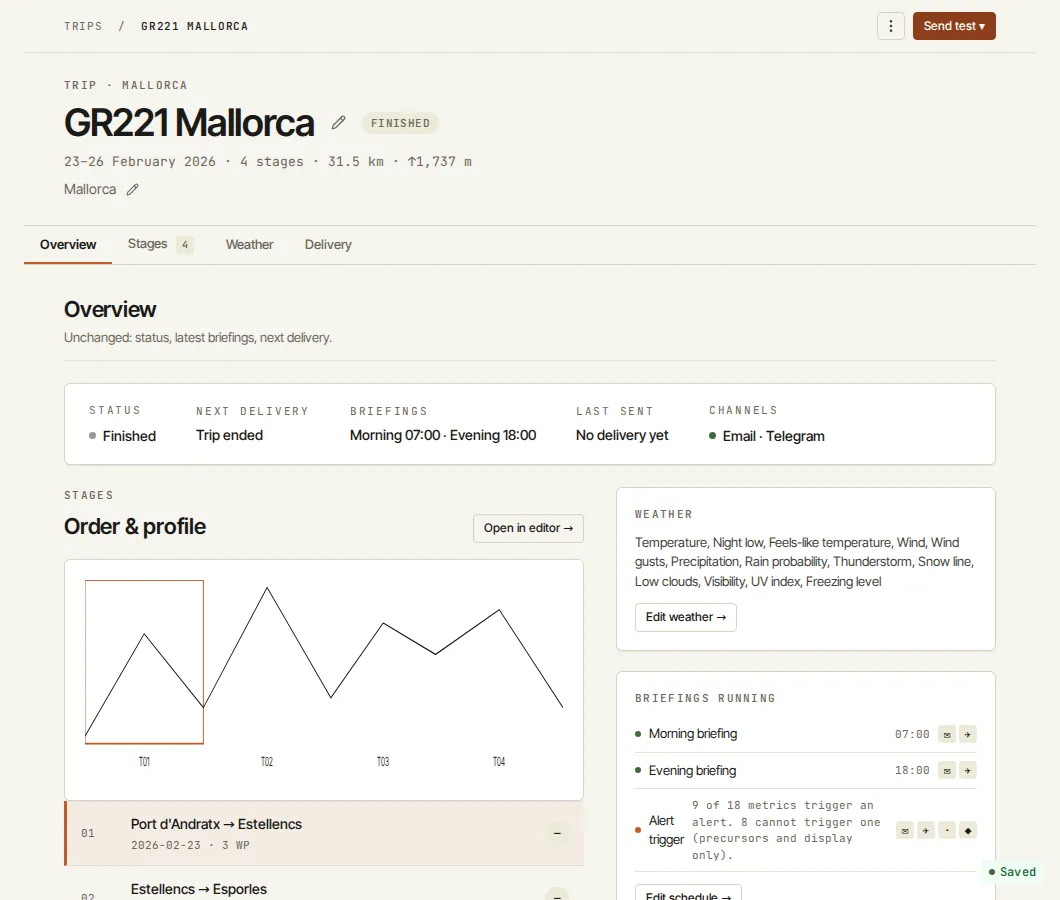 TRIPS / GR221 MALLORCA
Send test ▾
TRIP · MALLORCA
GR221 Mallorca
FINISHED
23–26 February 2026 · 4 stages · 31.5 km · ↑1,737 m
Mallorca
Overview
Stages 4
Weather
Delivery
Overview
Unchanged: status, latest briefings, next delivery.
STATUS
Finished
NEXT DELIVERY
Trip ended
BRIEFINGS
Morning 07:00 · Evening 18:00
LAST SENT
No delivery yet
CHANNELS
Email · Telegram
STAGES
Order & profile
Open in editor →
T01
T02
T03
T04
01
Port d'Andratx → Estellencs
2026-02-23 · 3 WP
–
02
Estellencs → Esporles
–
WEATHER
Temperature, Night low, Feels-like temperature, Wind, Wind
gusts, Precipitation, Rain probability, Thunderstorm, Snow line,
Low clouds, Visibility, UV index, Freezing level
Edit weather →
BRIEFINGS RUNNING
Morning briefing
07:00
Evening briefing
18:00
Alert
trigger
9 of 18 metrics trigger an
alert. 8 cannot trigger one
(precursors and display
only).
Edit schedule →
Saved